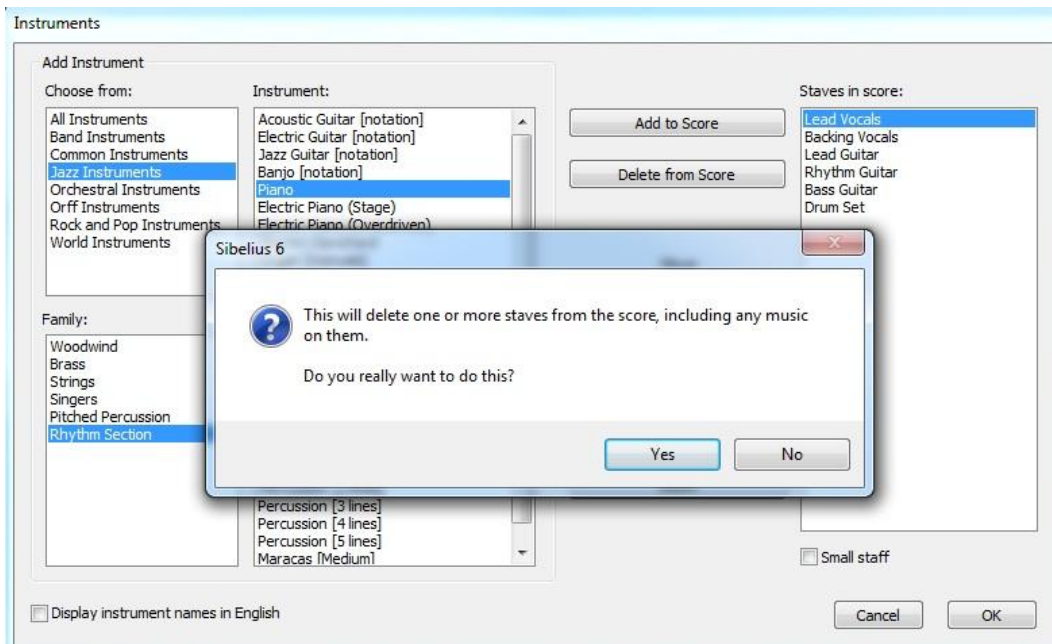 Instruments
Add Instrument
Choose from:
All Instruments
Band Instruments
Common Instruments
Jazz Instruments
Orchestral Instruments
Orff Instruments
Rock and Pop Instruments
World Instruments
Family:
Woodwind
Brass
Strings
Singers
Pitched Percussion
Rhythm Section
Instrument:
Acoustic Guitar [notation]
Electric Guitar [notation]
Jazz Guitar [notation]
Banjo [notation]
Piano
Electric Piano (Stage)
Electric Piano (Overdriven)
Percussion [3 lines]
Percussion [4 lines]
Percussion [5 lines]
Maracas [Medium]
Add to Score
Delete from Score
Staves in score:
Lead Vocals
Backing Vocals
Lead Guitar
Rhythm Guitar
Bass Guitar
Drum Set
Small staff
Sibelius 6
This will delete one or more staves from the score, including any music
on them.
Do you really want to do this?
Yes
No
Display instrument names in English
Cancel
OK